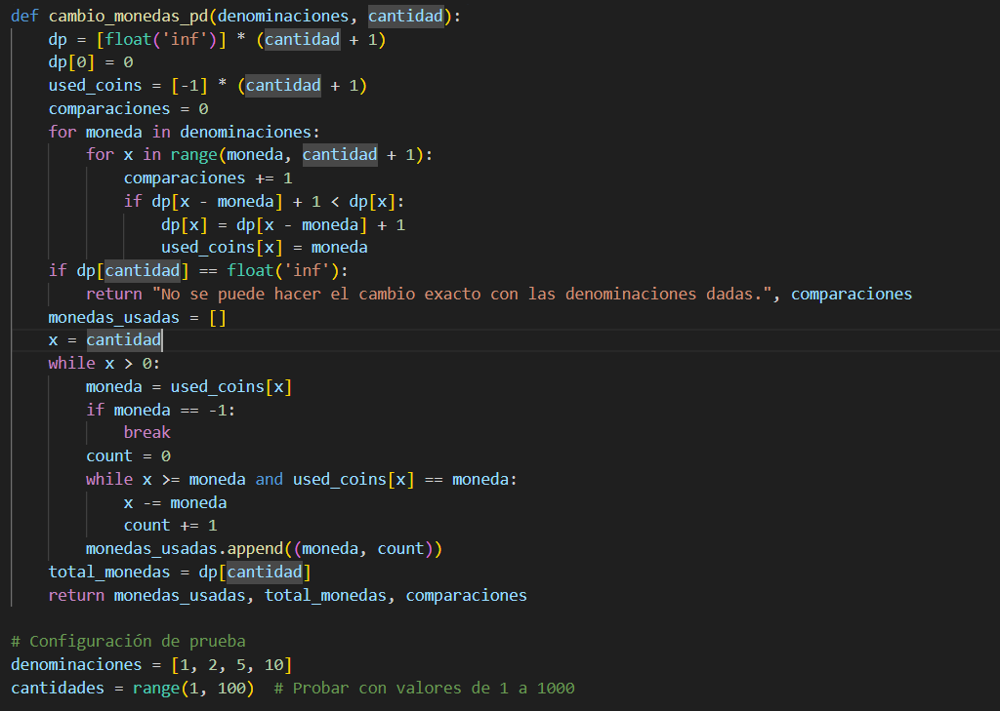 def cambio_monedas_pd(denominaciones, cantidad):
    dp = [float('inf')] * (cantidad + 1)
    dp[0] = 0
    used_coins = [-1] * (cantidad + 1)
    comparaciones = 0
    for moneda in denominaciones:
        for x in range(moneda, cantidad + 1):
            comparaciones += 1
            if dp[x - moneda] + 1 < dp[x]:
                dp[x] = dp[x - moneda] + 1
                used_coins[x] = moneda
    if dp[cantidad] == float('inf'):
        return "No se puede hacer el cambio exacto con las denominaciones dadas.", comparaciones
    monedas_usadas = []
    x = cantidad
    while x > 0:
        moneda = used_coins[x]
        if moneda == -1:
            break
        count = 0
        while x >= moneda and used_coins[x] == moneda:
            x -= moneda
            count += 1
        monedas_usadas.append((moneda, count))
    total_monedas = dp[cantidad]
    return monedas_usadas, total_monedas, comparaciones

# Configuración de prueba
denominaciones = [1, 2, 5, 10]
cantidades = range(1, 100)  # Probar con valores de 1 a 1000